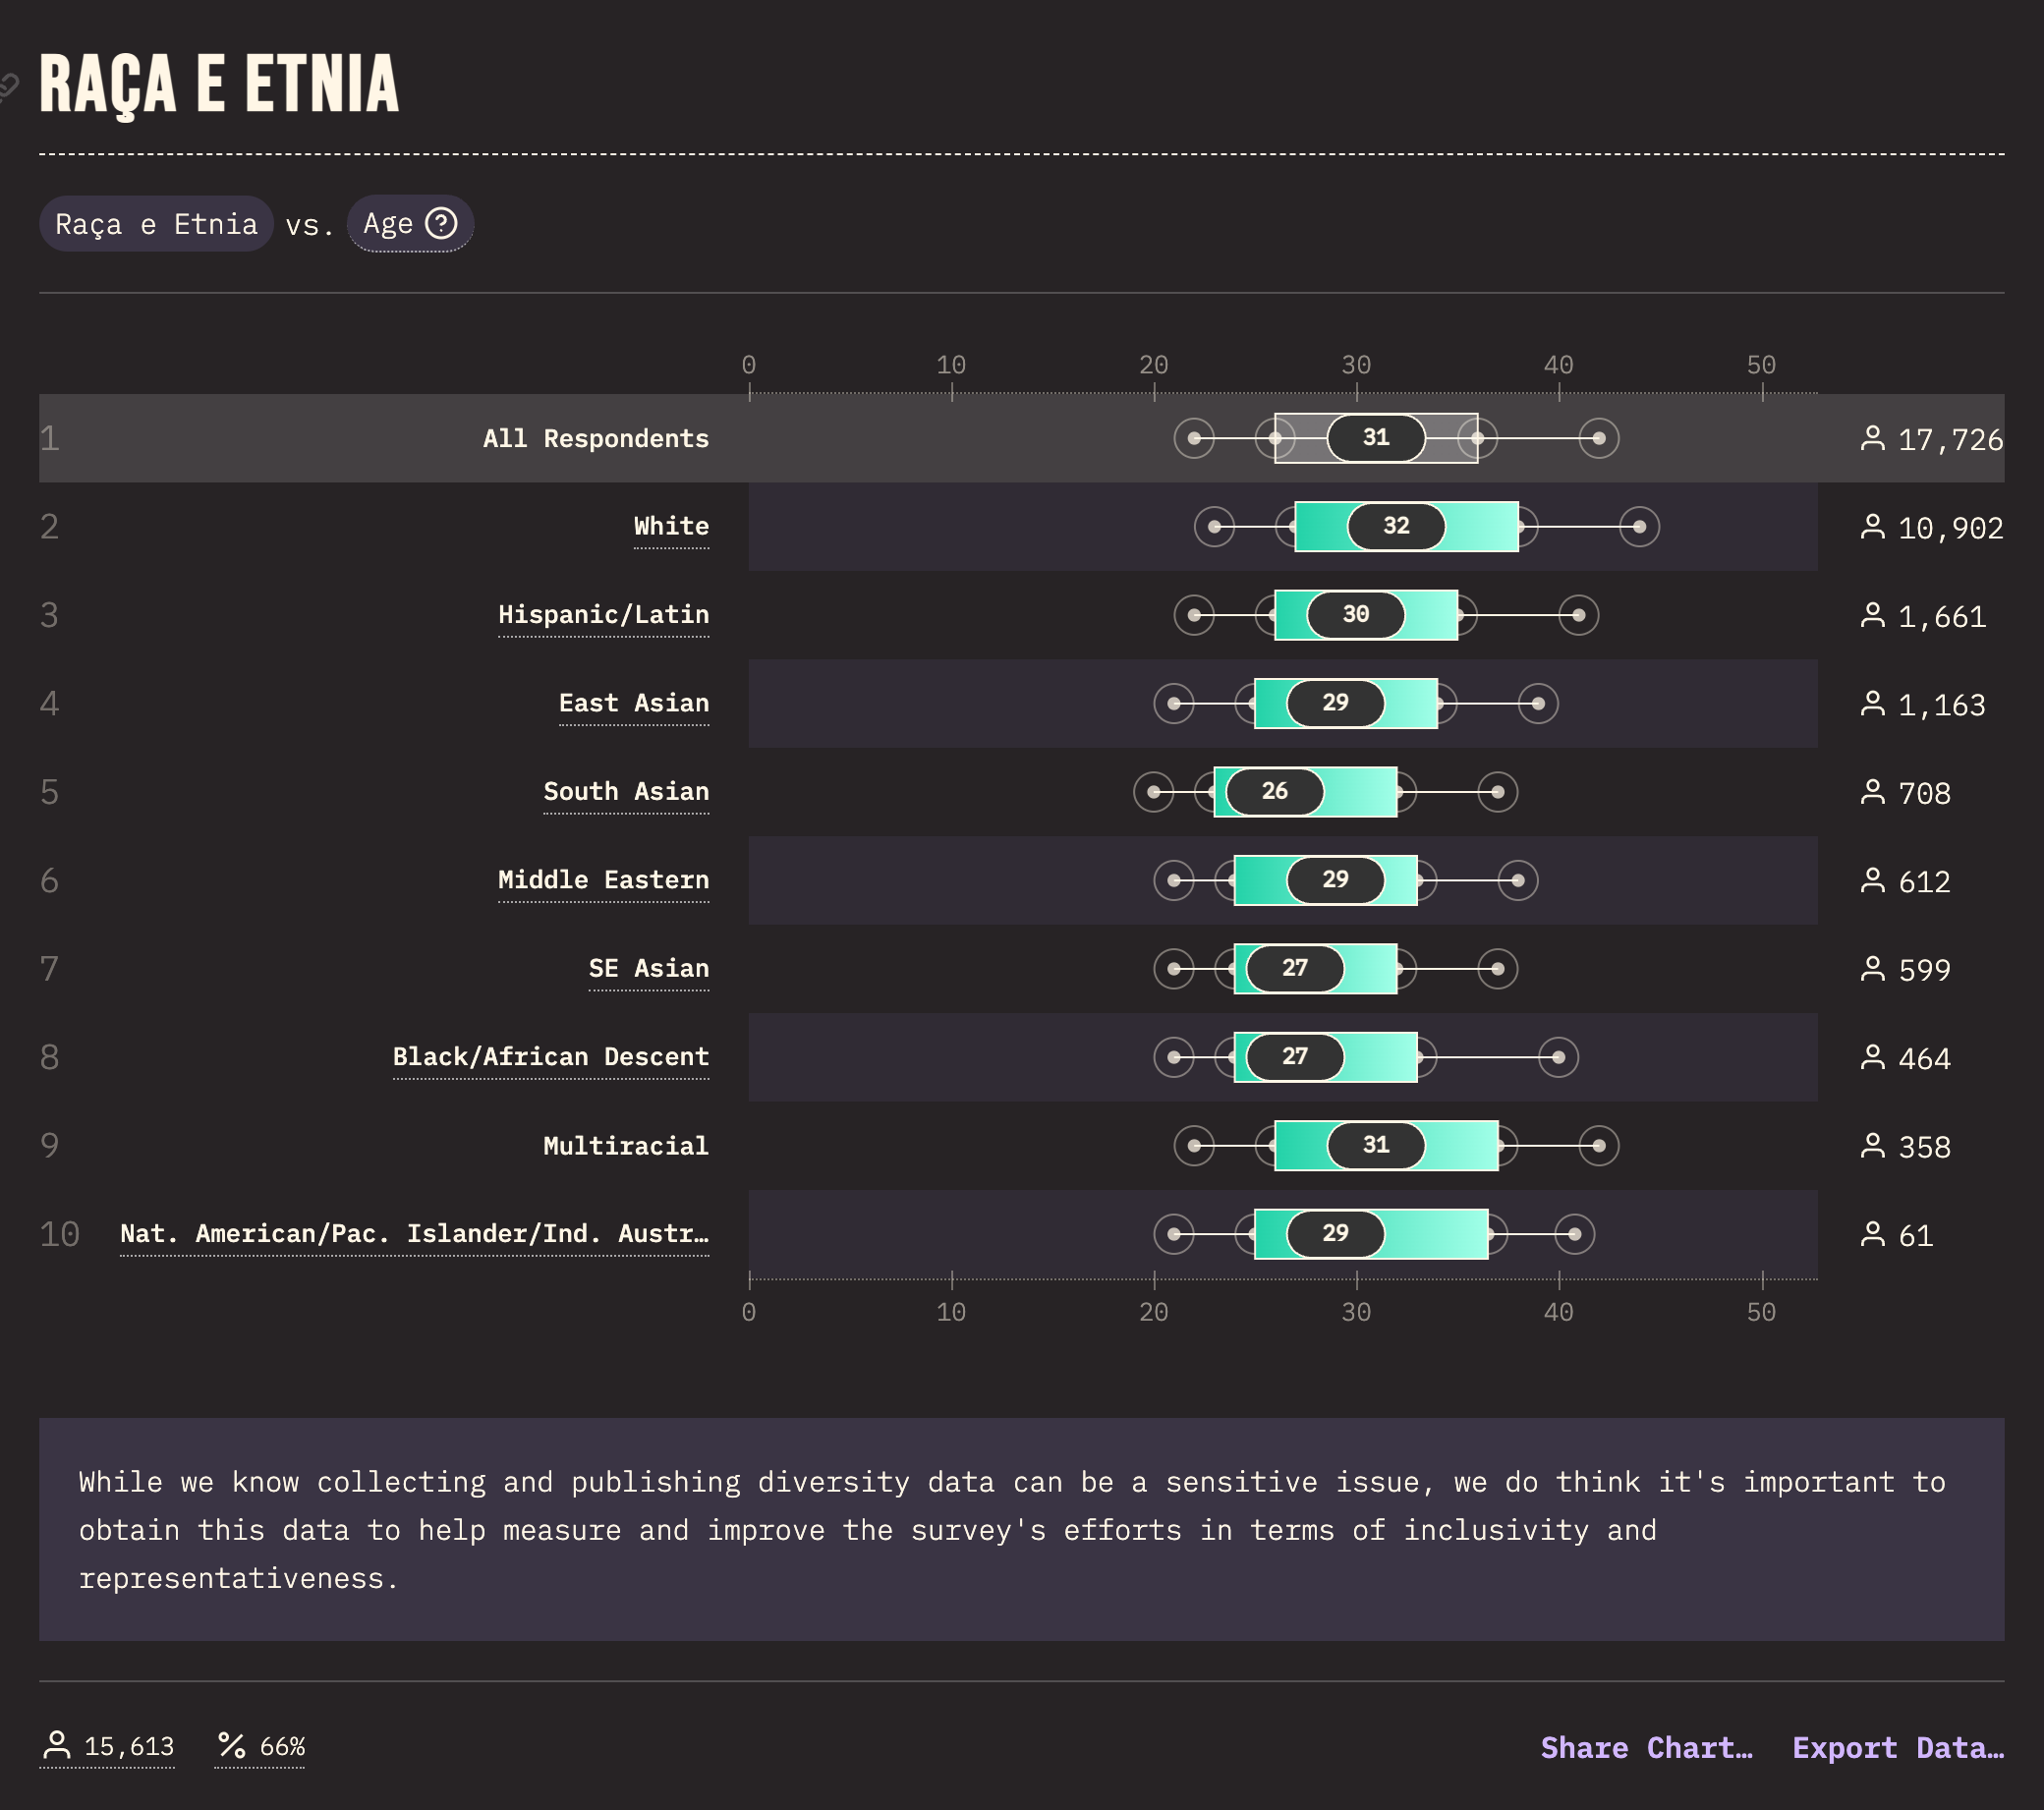 RAÇA E ETNIA
Raça e Etnia vs. Age
0 10 20 30 40 50
1 All Respondents 31 17,726
2 White 32 10,902
3 Hispanic/Latin 30 1,661
4 East Asian 29 1,163
5 South Asian 26 708
6 Middle Eastern 29 612
7 SE Asian 27 599
8 Black/African Descent 27 464
9 Multiracial 31 358
10 Nat. American/Pac. Islander/Ind. Austr… 29 61
0 10 20 30 40 50
While we know collecting and publishing diversity data can be a sensitive issue, we do think it's important to
obtain this data to help measure and improve the survey's efforts in terms of inclusivity and
representativeness.
15,613 % 66% Share Chart… Export Data…